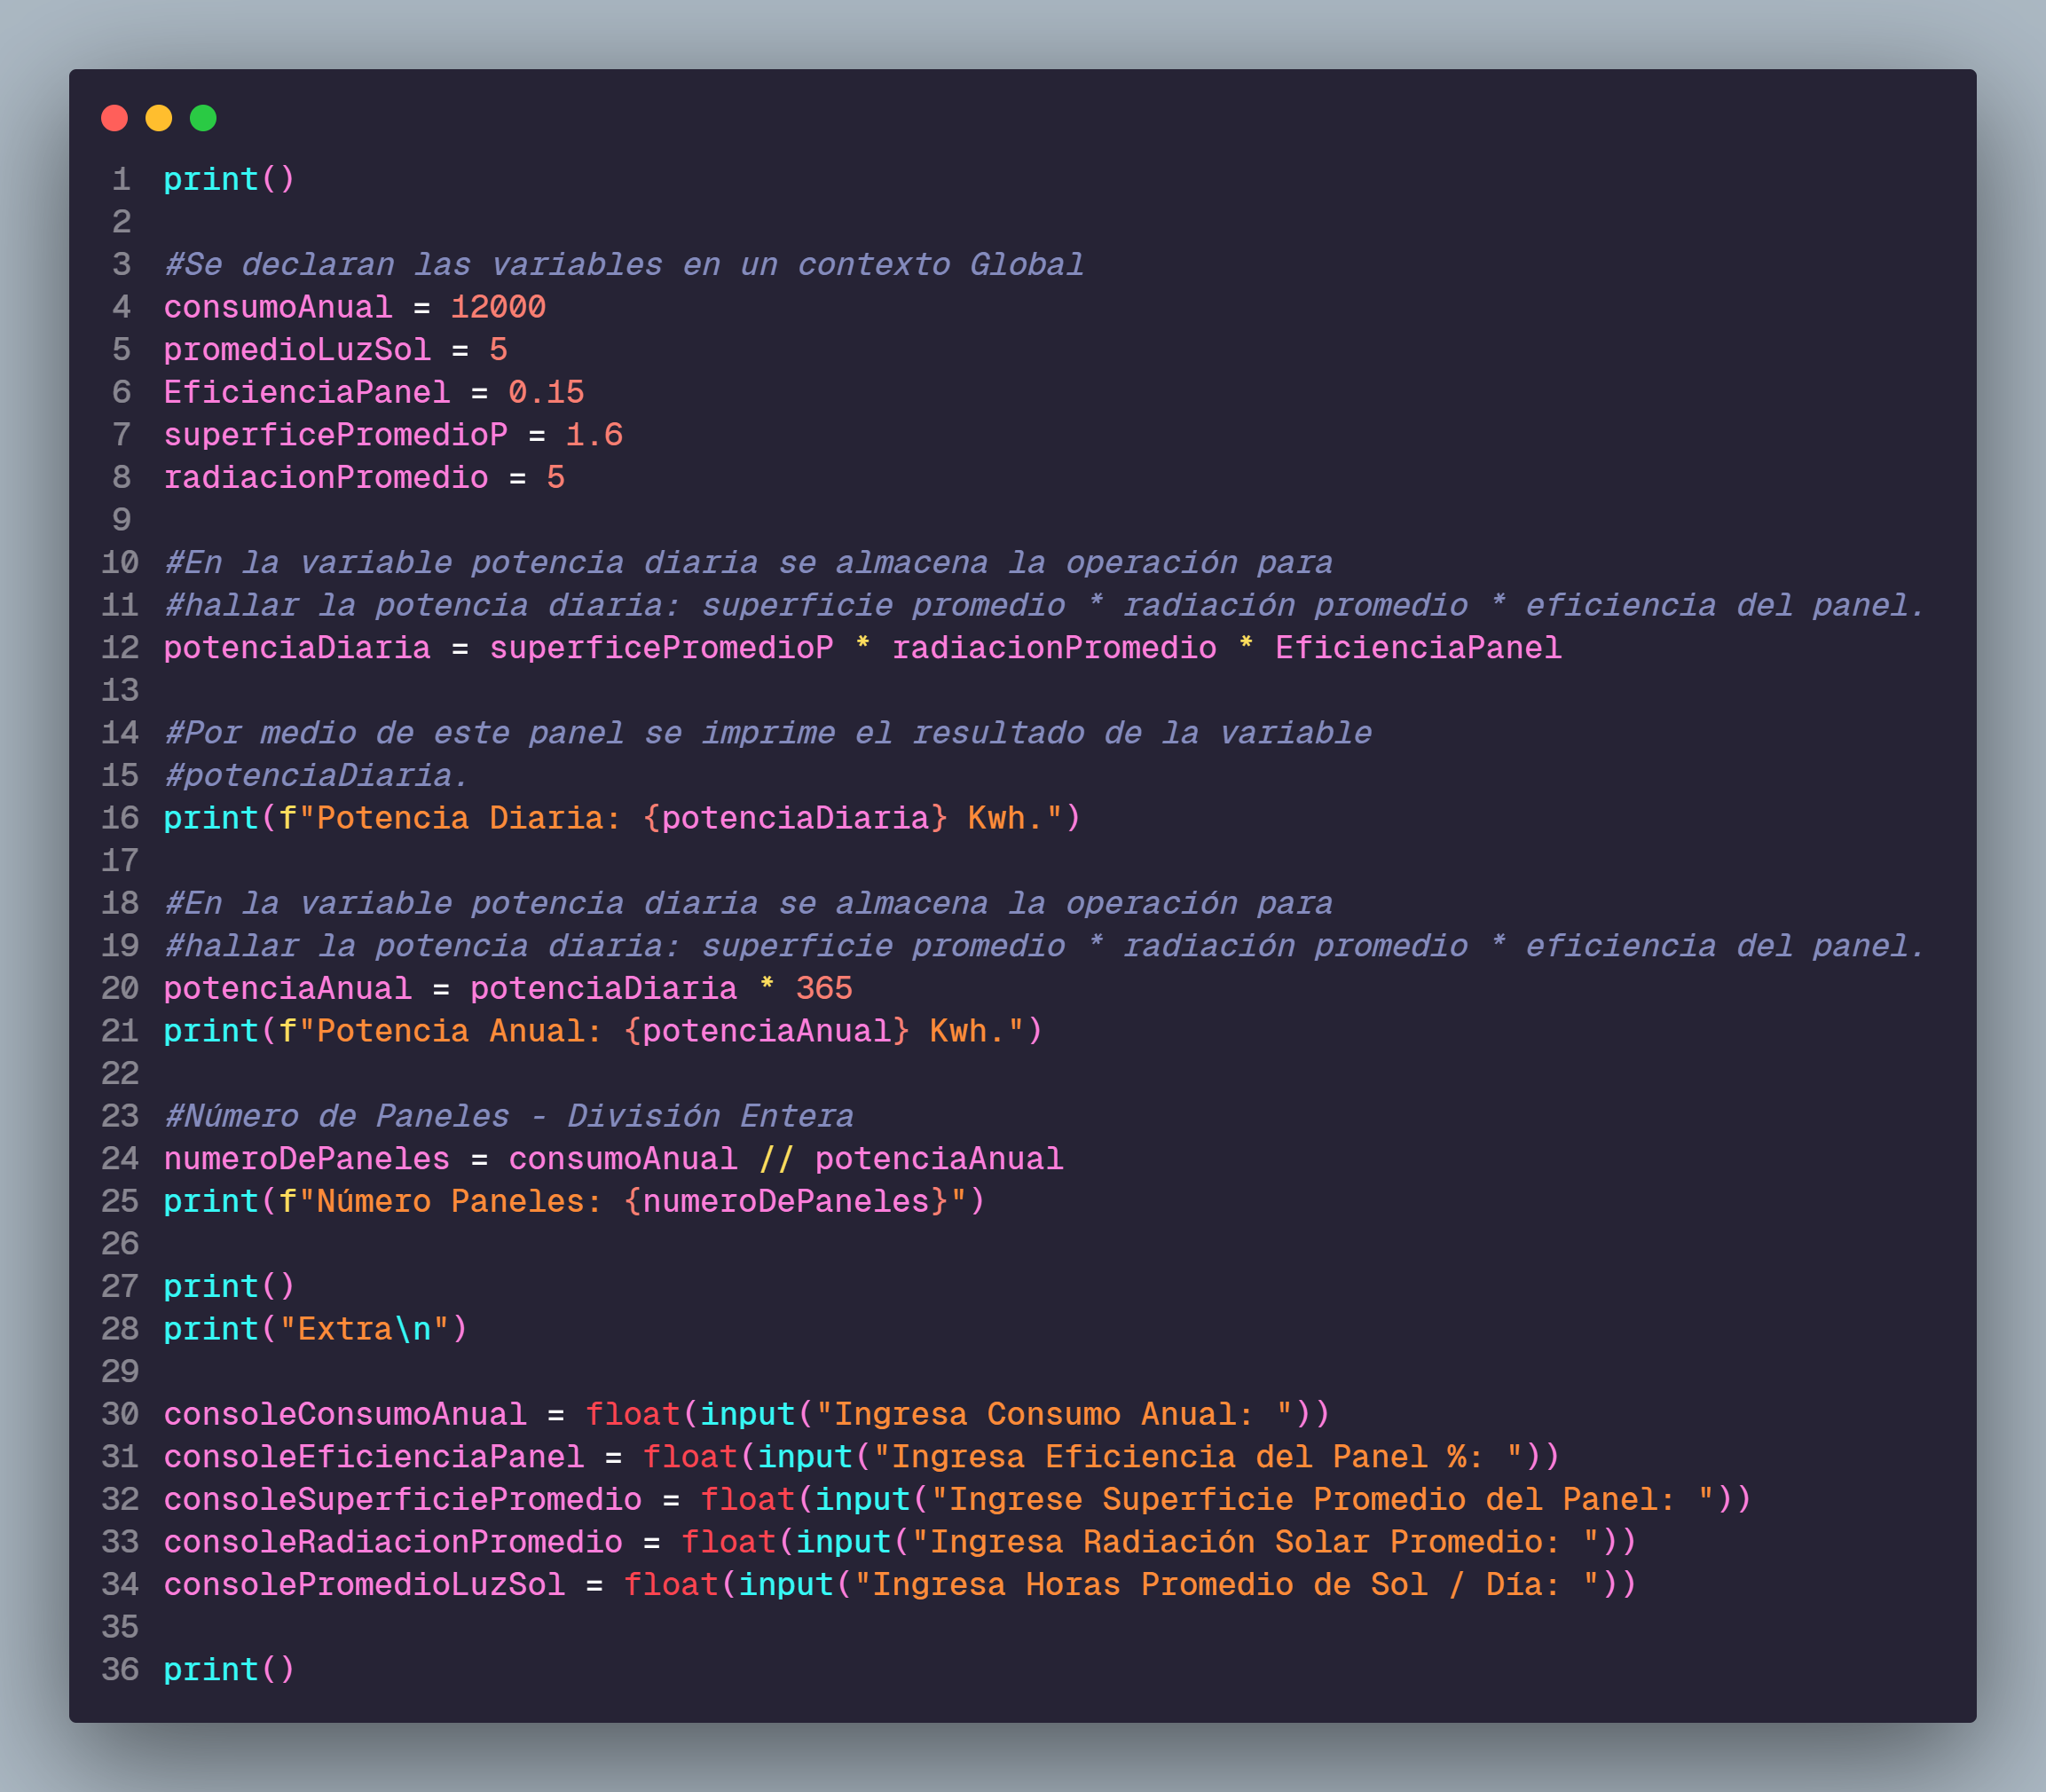 1 print()
2
3 #Se declaran las variables en un contexto Global
4 consumoAnual = 12000
5 promedioLuzSol = 5
6 EficienciaPanel = 0.15
7 superficePromedioP = 1.6
8 radiacionPromedio = 5
9
10 #En la variable potencia diaria se almacena la operación para
11 #hallar la potencia diaria: superficie promedio * radiación promedio * eficiencia del panel.
12 potenciaDiaria = superficePromedioP * radiacionPromedio * EficienciaPanel
13
14 #Por medio de este panel se imprime el resultado de la variable
15 #potenciaDiaria.
16 print(f"Potencia Diaria: {potenciaDiaria} Kwh.")
17
18 #En la variable potencia diaria se almacena la operación para
19 #hallar la potencia diaria: superficie promedio * radiación promedio * eficiencia del panel.
20 potenciaAnual = potenciaDiaria * 365
21 print(f"Potencia Anual: {potenciaAnual} Kwh.")
22
23 #Número de Paneles - División Entera
24 numeroDePaneles = consumoAnual // potenciaAnual
25 print(f"Número Paneles: {numeroDePaneles}")
26
27 print()
28 print("Extra\n")
29
30 consoleConsumoAnual = float(input("Ingresa Consumo Anual: "))
31 consoleEficienciaPanel = float(input("Ingresa Eficiencia del Panel %: "))
32 consoleSuperficiePromedio = float(input("Ingrese Superficie Promedio del Panel: "))
33 consoleRadiacionPromedio = float(input("Ingresa Radiación Solar Promedio: "))
34 consolePromedioLuzSol = float(input("Ingresa Horas Promedio de Sol / Día: "))
35
36 print()